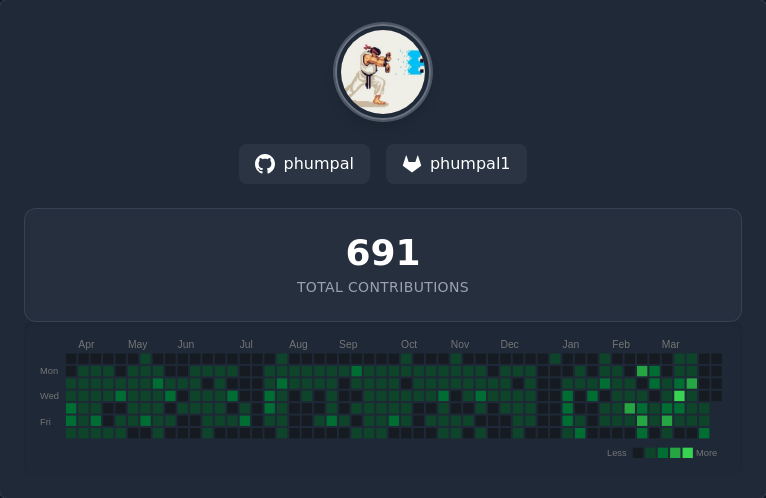 phumpal phumpal1
691
TOTAL CONTRIBUTIONS
Apr May Jun Jul Aug Sep Oct Nov Dec Jan Feb Mar
Mon
Wed
Fri
Less More